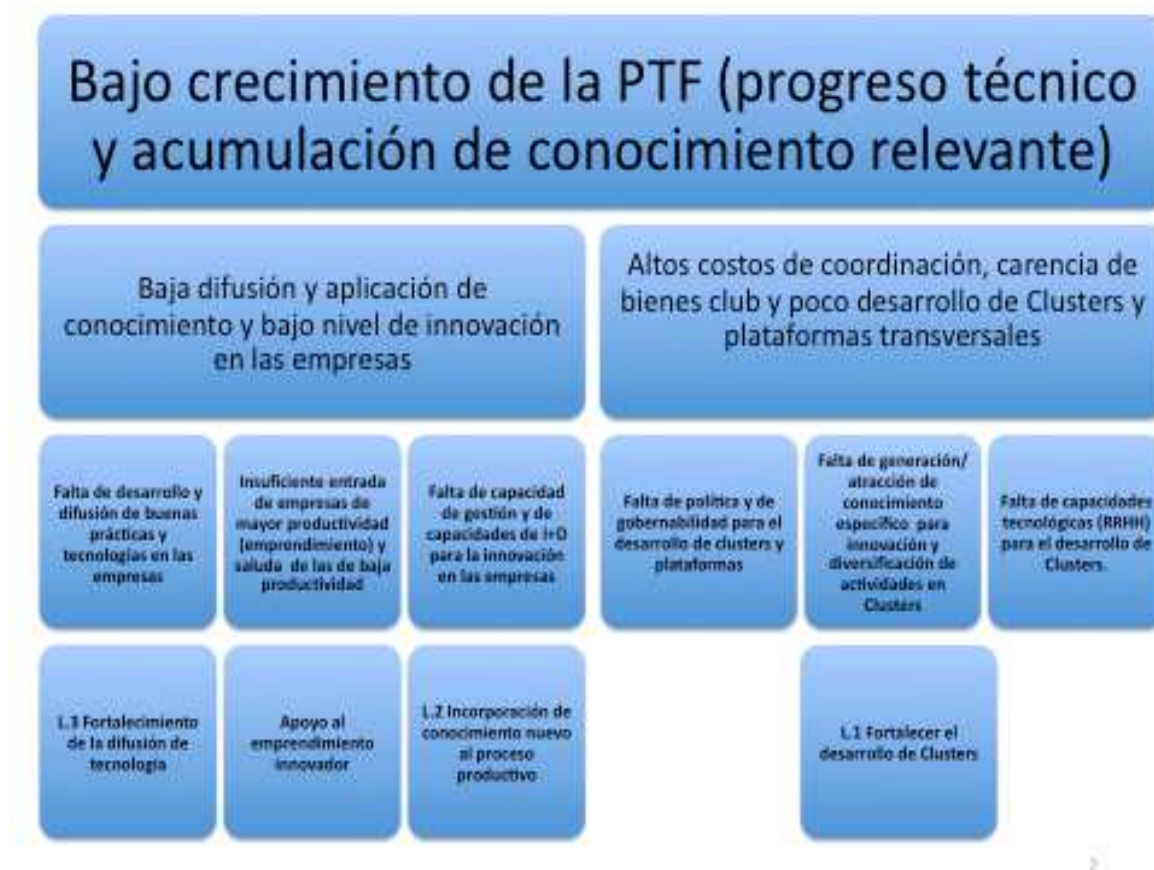 Bajo crecimiento de la PTF (progreso técnico
y acumulación de conocimiento relevante)
Baja difusión y aplicación de
conocimiento y bajo nivel de innovación
en las empresas
Altos costos de coordinación, carencia de
bienes club y poco desarrollo de Clusters y
plataformas transversales
Falta de desarrollo y
difusión de buenas
prácticas y
tecnologías en las
empresas
Insuficiente entrada
de empresas de
mayor productividad
(emprendimiento) y
saluda de las de baja
productividad
Falta de capacidad
de gestión y de
capacidades de I+D
para la innovación
en las empresas
Falta de política y de
gobernabilidad para el
desarrollo de clusters y
plataformas
Falta de generación/
atracción de
conocimiento
específico para
innovación y
diversificación de
actividades en
Clusters
Falta de capacidades
tecnológicas (RRHH)
para el desarrollo de
Clusters.
L.3 Fortalecimiento
de la difusión de
tecnología
Apoyo al
emprendimiento
innovador
L.2 Incorporación de
conocimiento nuevo
al proceso
productivo
L.1 Fortalecer el
desarrollo de Clusters